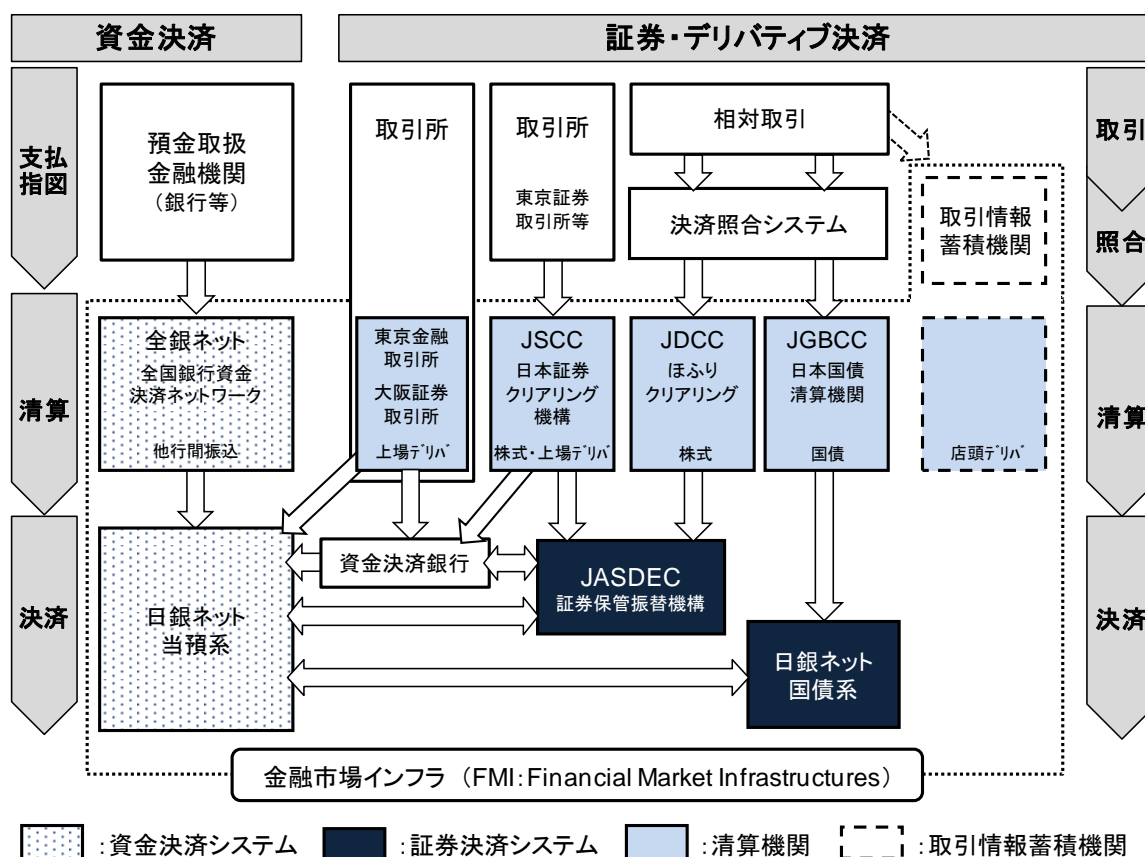 資金決済
証券・デリバティブ決済
支払
指図
清算
決済
預金取扱
金融機関
（銀行等）
取引所
取引所
東京証券
取引所等
相対取引
決済照合システム
取引情報
蓄積機関
取引
照合
清算
決済
全銀ネット
全国銀行資金
決済ネットワーク
他行間振込
東京金融
取引所
大阪証券
取引所
上場ﾃﾞﾘﾊﾞ
JSCC
日本証券
クリアリング
機構
株式・上場ﾃﾞﾘﾊﾞ
JDCC
ほふり
クリアリング
株式
JGBCC
日本国債
清算機関
国債
店頭ﾃﾞﾘﾊﾞ
日銀ネット
当預系
資金決済銀行
JASDEC
証券保管振替機構
日銀ネット
国債系
金融市場インフラ （FMI：Financial Market Infrastructures）
：資金決済システム
：証券決済システム
：清算機関
：取引情報蓄積機関